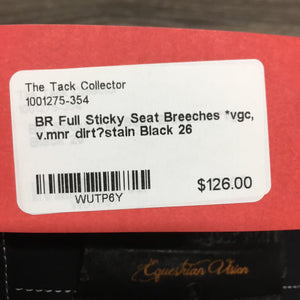 The Tack Collector
1001275-354
BR Full Sticky Seat Breeches *vgc,
v.mnr dirt?stain Black 26
WUTP6Y
$126.00
Equestrian Vision